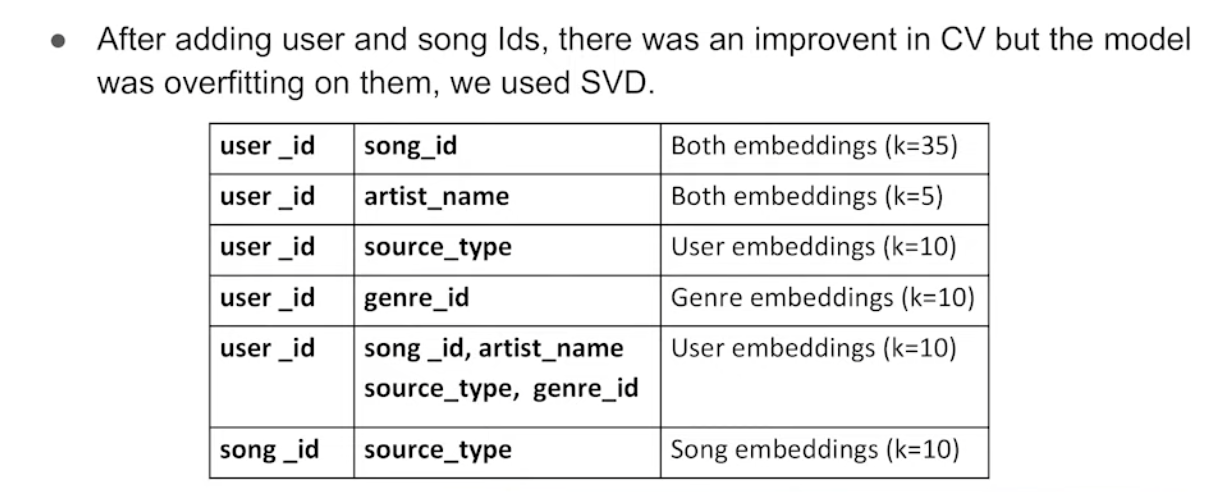 • After adding user and song Ids, there was an improvent in CV but the model
was overfitting on them, we used SVD.
user _id song_id Both embeddings (k=35)
user _id artist_name Both embeddings (k=5)
user _id source_type User embeddings (k=10)
user _id genre_id Genre embeddings (k=10)
user _id song _id, artist_name User embeddings (k=10)
source_type, genre_id
song _id source_type Song embeddings (k=10)